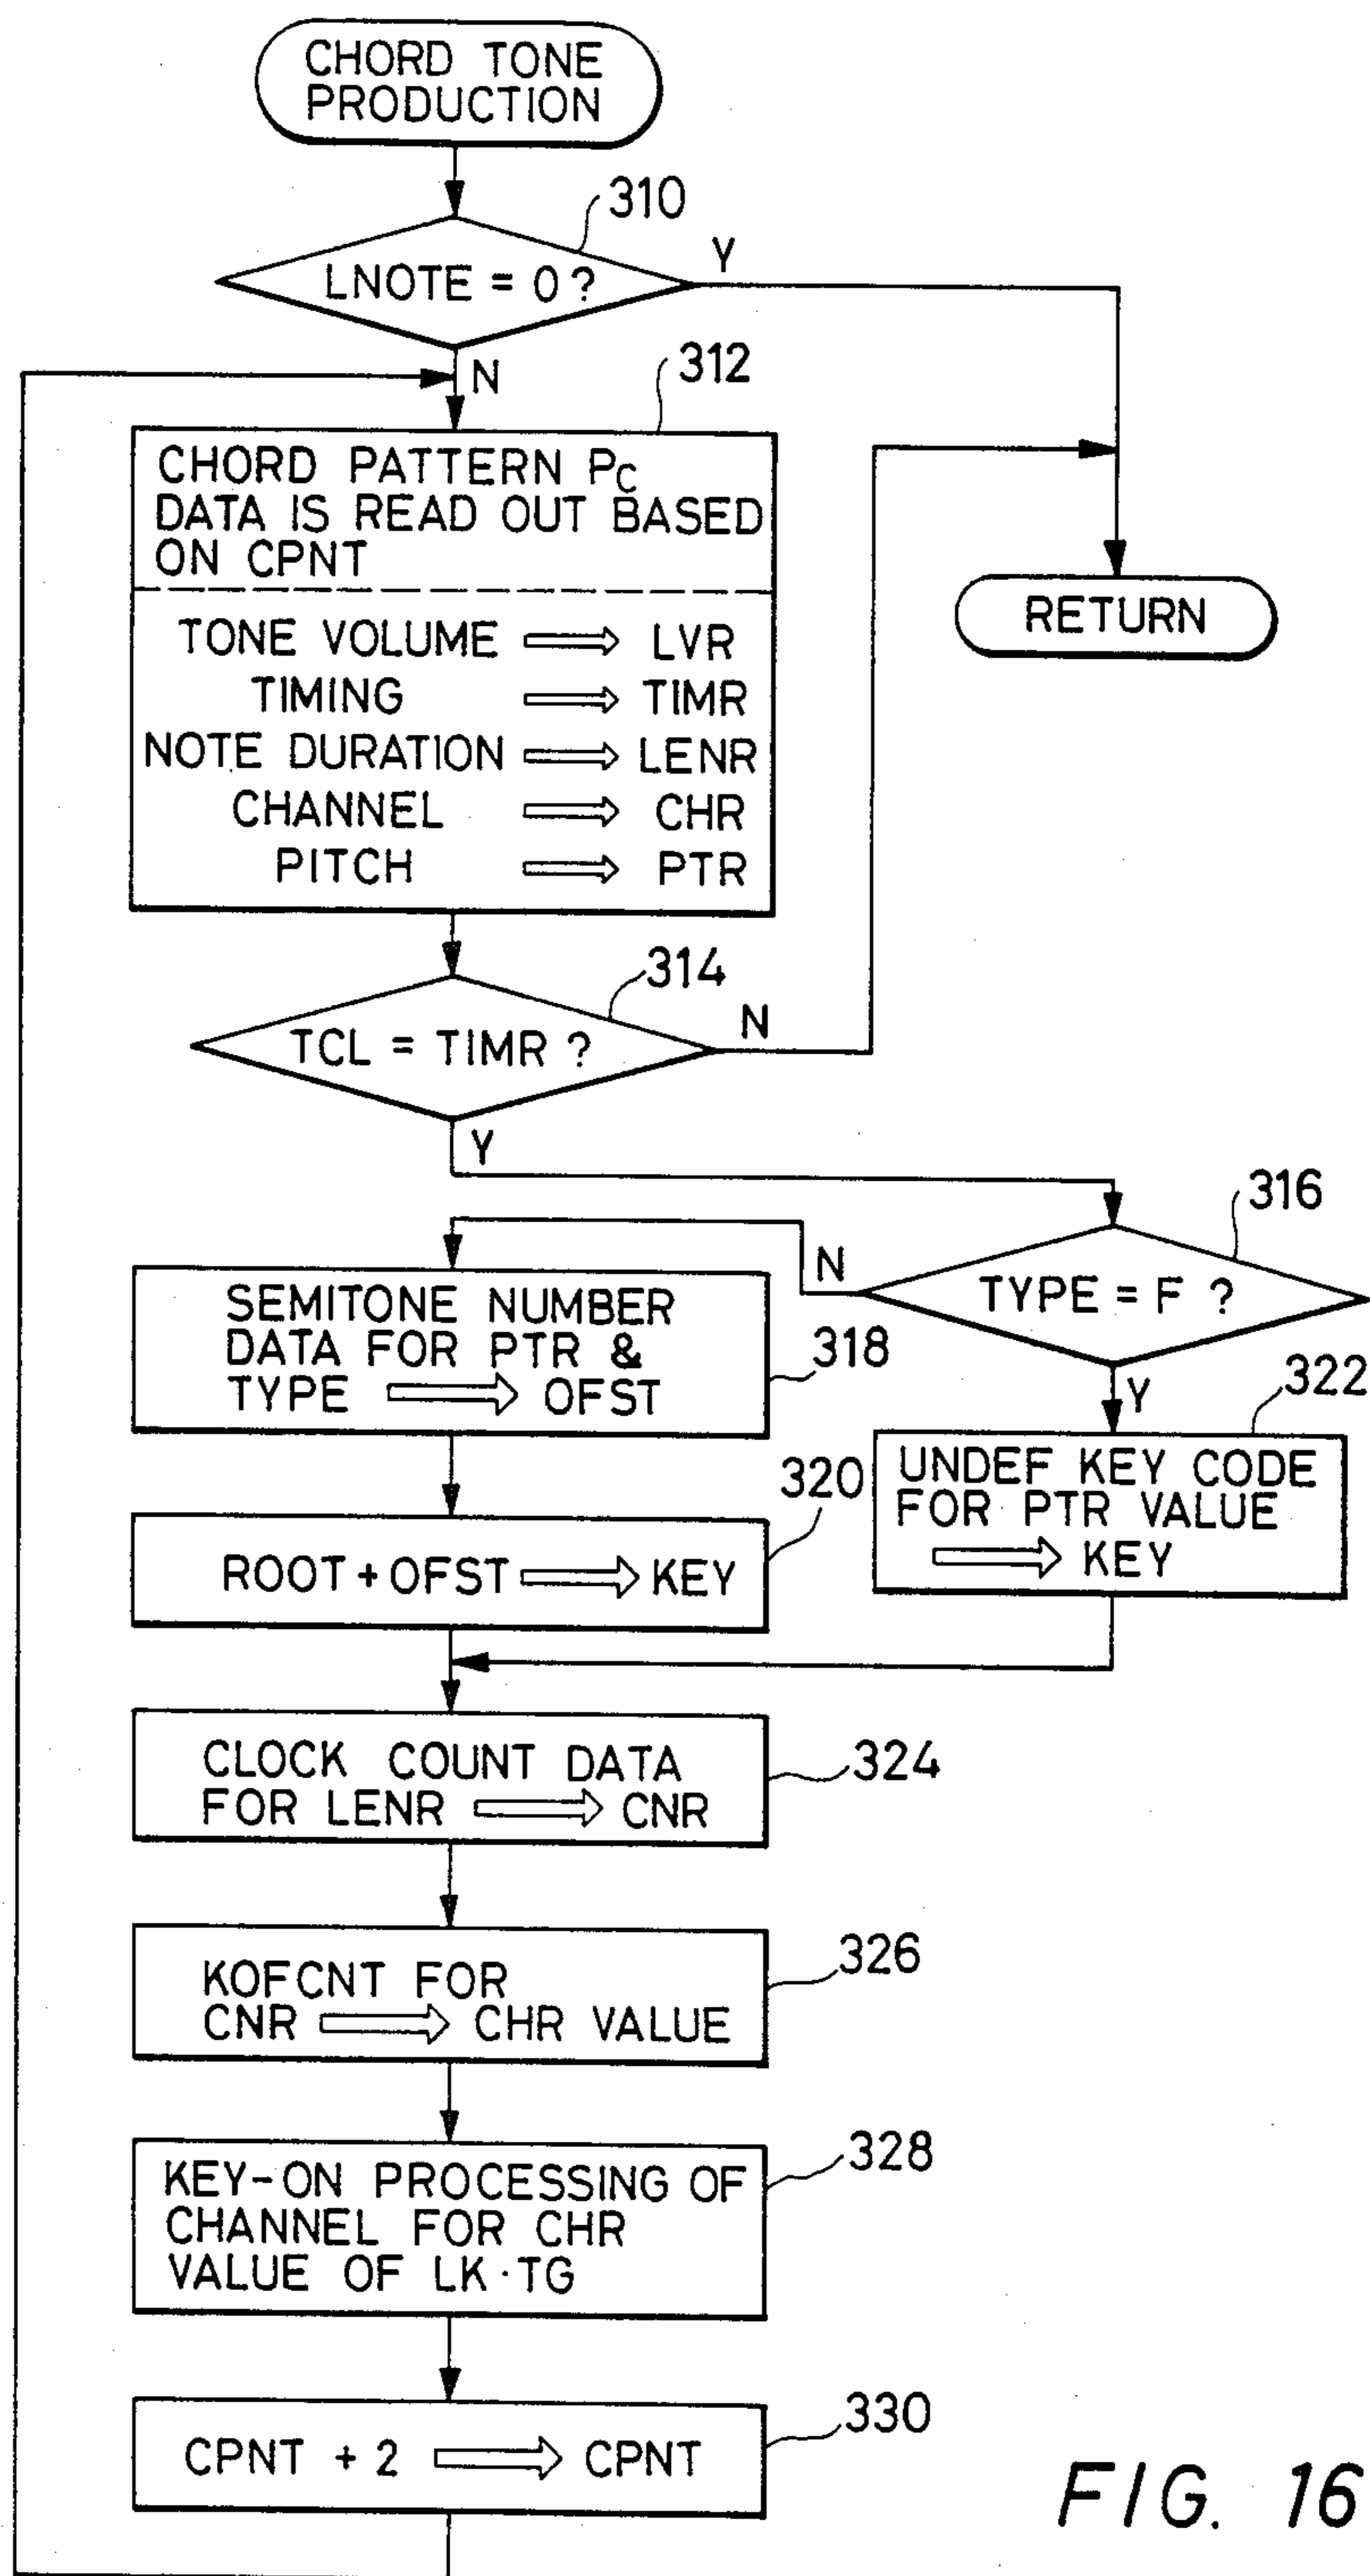 CHORD TONE
PRODUCTION
310
LNOTE = 0 ?
Y
N
312
CHORD PATTERN PC
DATA IS READ OUT BASED
ON CPNT
TONE VOLUME ⇒ LVR
TIMING ⇒ TIMR
NOTE DURATION ⇒ LENR
CHANNEL ⇒ CHR
PITCH ⇒ PTR
RETURN
314
TCL = TIMR ?
N
Y
316
TYPE = F ?
N
Y
SEMITONE NUMBER
DATA FOR PTR &
TYPE ⇒ OFST
318
322
UNDEF KEY CODE
FOR PTR VALUE
⇒ KEY
320
ROOT + OFST ⇒ KEY
CLOCK COUNT DATA
FOR LENR ⇒ CNR
324
KOFCNT FOR
CNR ⇒ CHR VALUE
326
KEY-ON PROCESSING OF
CHANNEL FOR CHR
VALUE OF LK·TG
328
CPNT + 2 ⇒ CPNT
330
FIG. 16